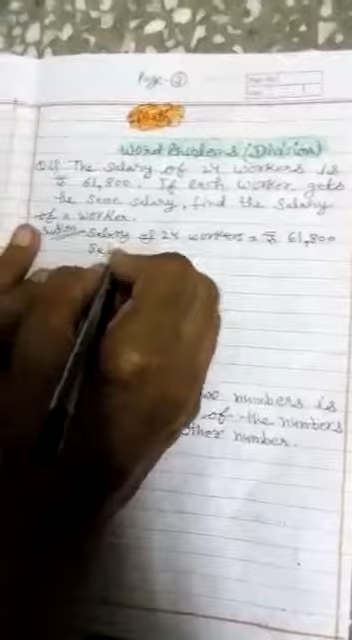 Page-2
Word Problems (Division)
Q1) The salary of 24 workers is
₹ 61,800. If each worker gets
the same salary, find the salary
of a worker.
Salary of 24 workers = ₹ 61,800
numbers is
of the numbers
other number.